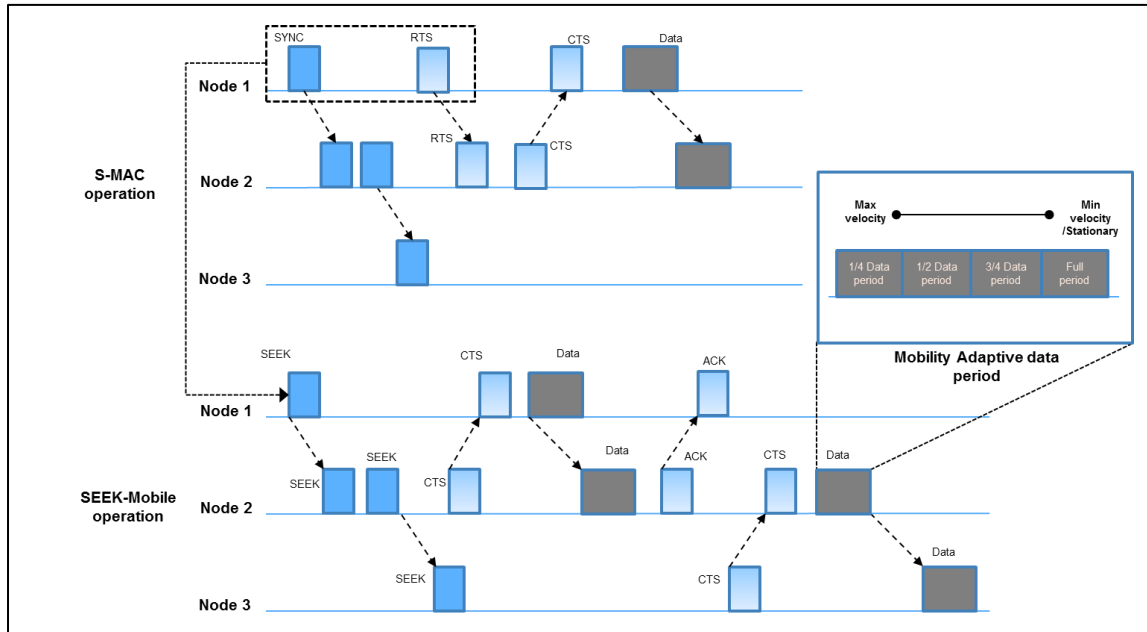 SYNC
RTS
CTS
Data
Node 1
RTS
CTS
Node 2
S-MAC
operation
Node 3
Max
velocity
Min
velocity
/Stationary
1/4 Data
period
1/2 Data
period
3/4 Data
period
Full
period
Mobility Adaptive data
period
SEEK
CTS
Data
ACK
Node 1
SEEK
SEEK
CTS
Data
ACK
CTS
Data
SEEK-Mobile
operation
Node 2
SEEK
CTS
Data
Node 3